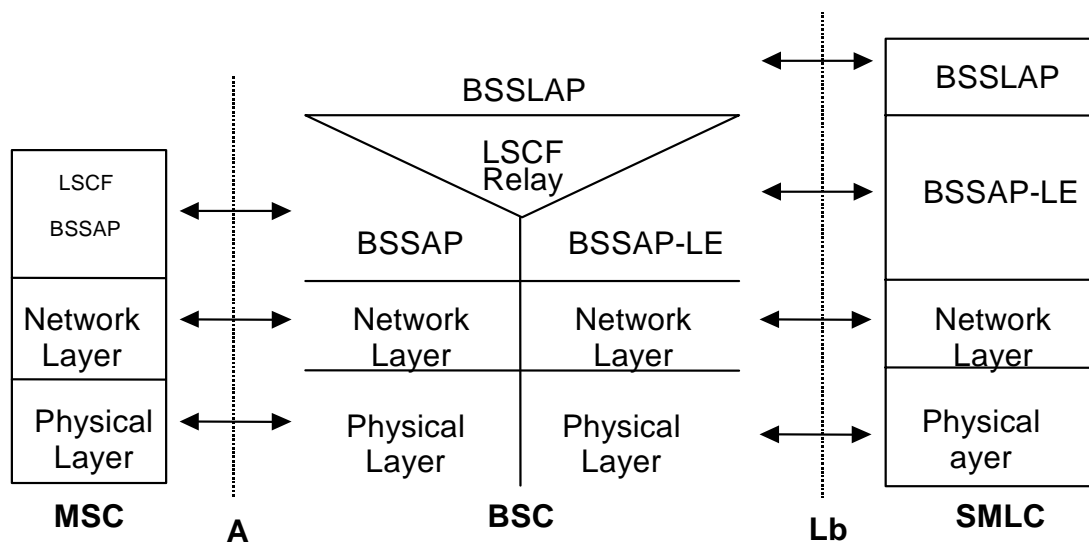 LSCF
BSSAP
Network
Layer
Physical
Layer
MSC
A
BSSLAP
LSCF
Relay
BSSAP
BSSAP-LE
Network
Layer
Network
Layer
Physical
Layer
Physical
Layer
BSC
Lb
BSSLAP
BSSAP-LE
Network
Layer
Physical
ayer
SMLC